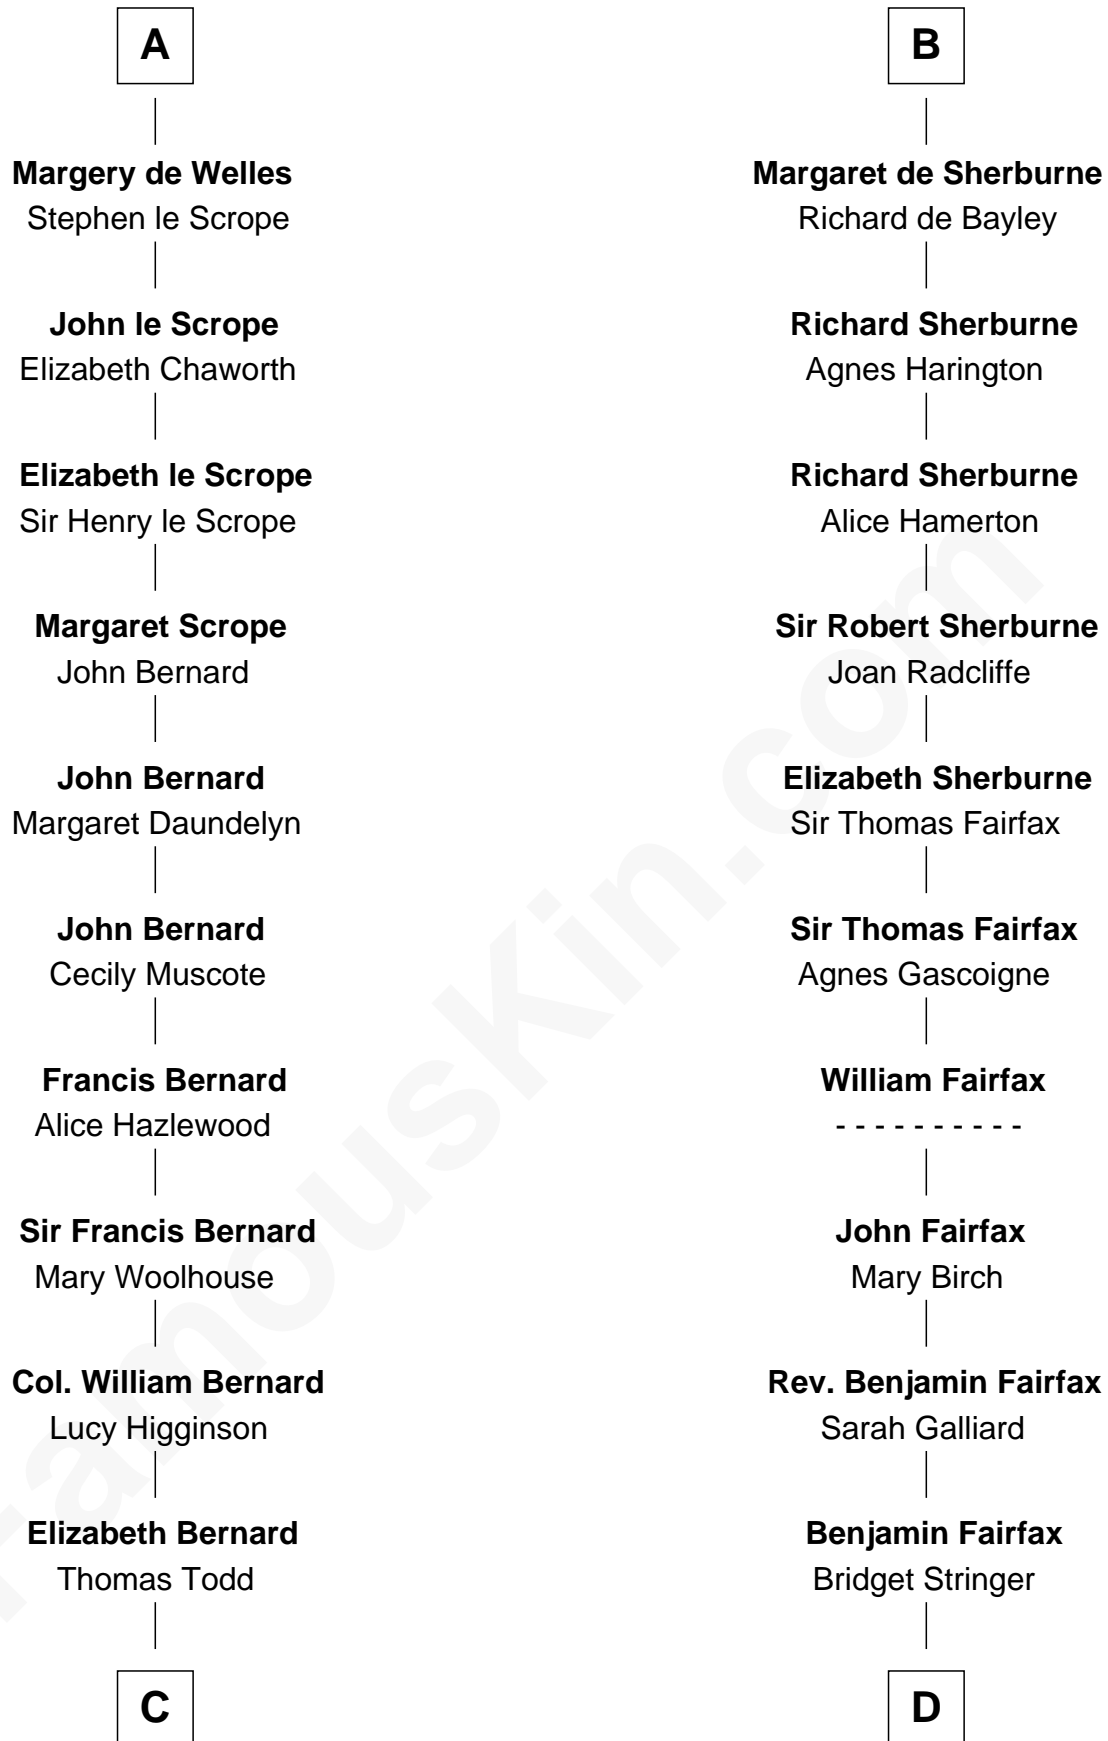 A
Margery de Welles
Stephen le Scrope
John le Scrope
Elizabeth Chaworth
Elizabeth le Scrope
Sir Henry le Scrope
Margaret Scrope
John Bernard
John Bernard
Margaret Daundelyn
John Bernard
Cecily Muscote
Francis Bernard
Alice Hazlewood
Sir Francis Bernard
Mary Woolhouse
Col. William Bernard
Lucy Higginson
Elizabeth Bernard
Thomas Todd
C
B
Margaret de Sherburne
Richard de Bayley
Richard Sherburne
Agnes Harington
Richard Sherburne
Alice Hamerton
Sir Robert Sherburne
Joan Radcliffe
Elizabeth Sherburne
Sir Thomas Fairfax
Sir Thomas Fairfax
Agnes Gascoigne
William Fairfax
- - - - - - - - - -
John Fairfax
Mary Birch
Rev. Benjamin Fairfax
Sarah Galliard
Benjamin Fairfax
Bridget Stringer
D
FamousKin.com